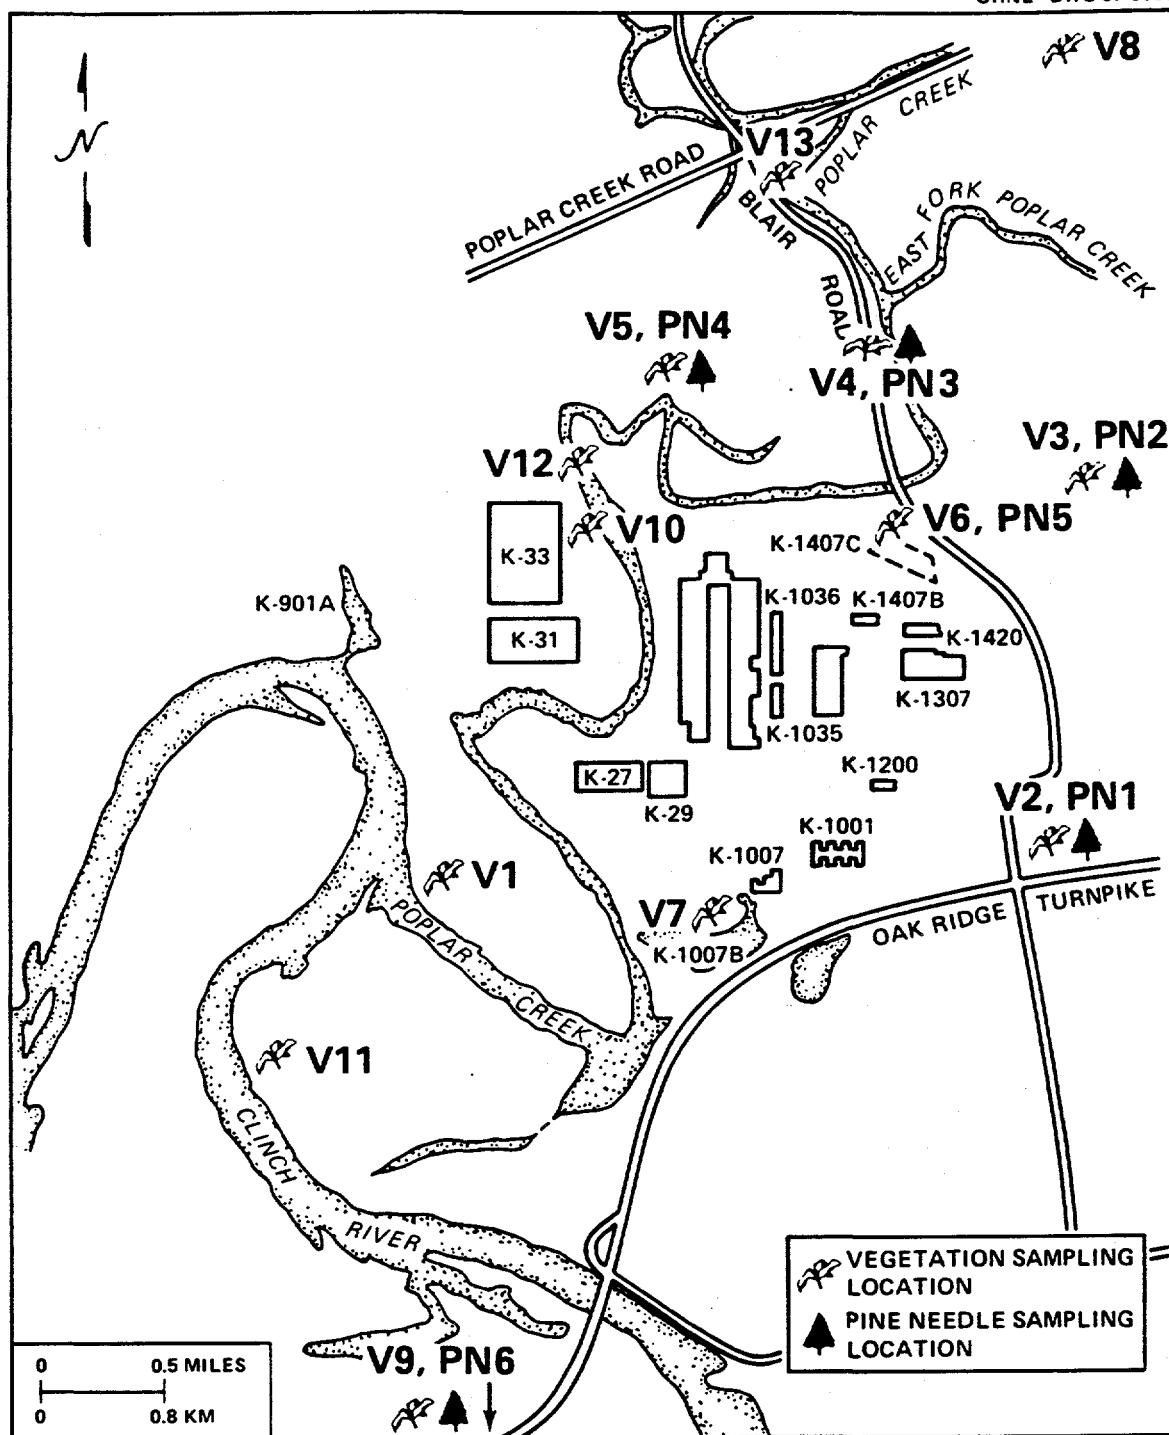 V8
N
V13
POPLAR CREEK
POPLAR CREEK ROAD
POPLAR
BLAIR
ROAL
EAST FORK POPLAR CREEK
V5, PN4
V4, PN3
V3, PN2
V12
V10
V6, PN5
K-33
K-1407C
K-901A
K-1036
K-1407B
K-31
K-1420
K-1307
K-1035
K-27
K-29
K-1200
V2, PN1
K-1001
K-1007
V1
V7
K-1007B
OAK RIDGE TURNPIKE
POPLAR
CREEK
V11
CLINCH
RIVER
VEGETATION SAMPLING
LOCATION
PINE NEEDLE SAMPLING
LOCATION
V9, PN6
0 0.5 MILES
0 0.8 KM